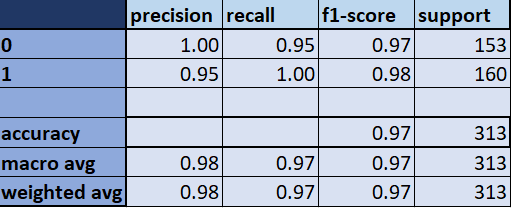 precision recall f1-score support
0 1.00 0.95 0.97 153
1 0.95 1.00 0.98 160
accuracy 0.97 313
macro avg 0.98 0.97 0.97 313
weighted avg 0.98 0.97 0.97 313